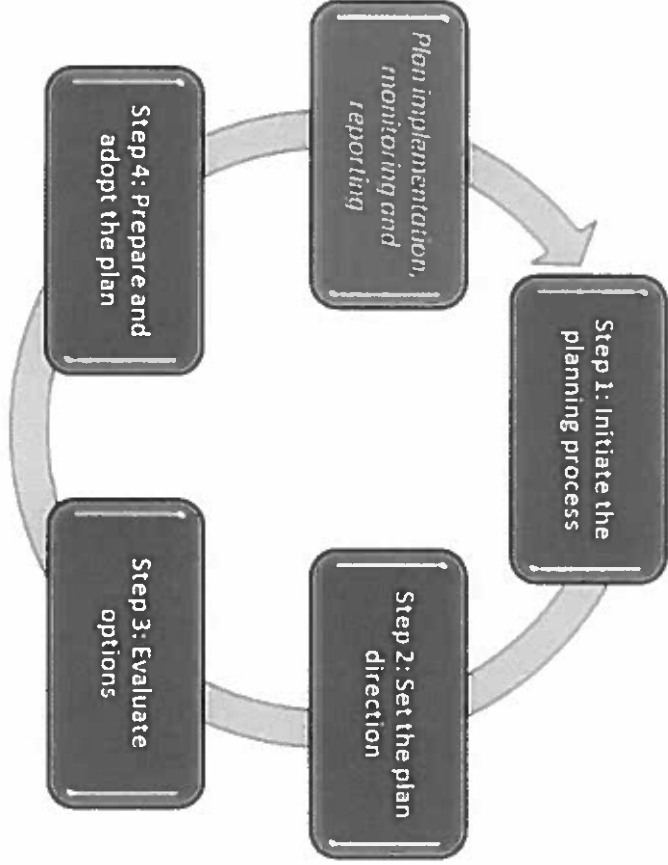 Step 1: Initiate the
planning process
Step 2: Set the plan
direction
Step 3: Evaluate
options
Step 4: Prepare and
adopt the plan
Plan implementation,
monitoring and
reporting